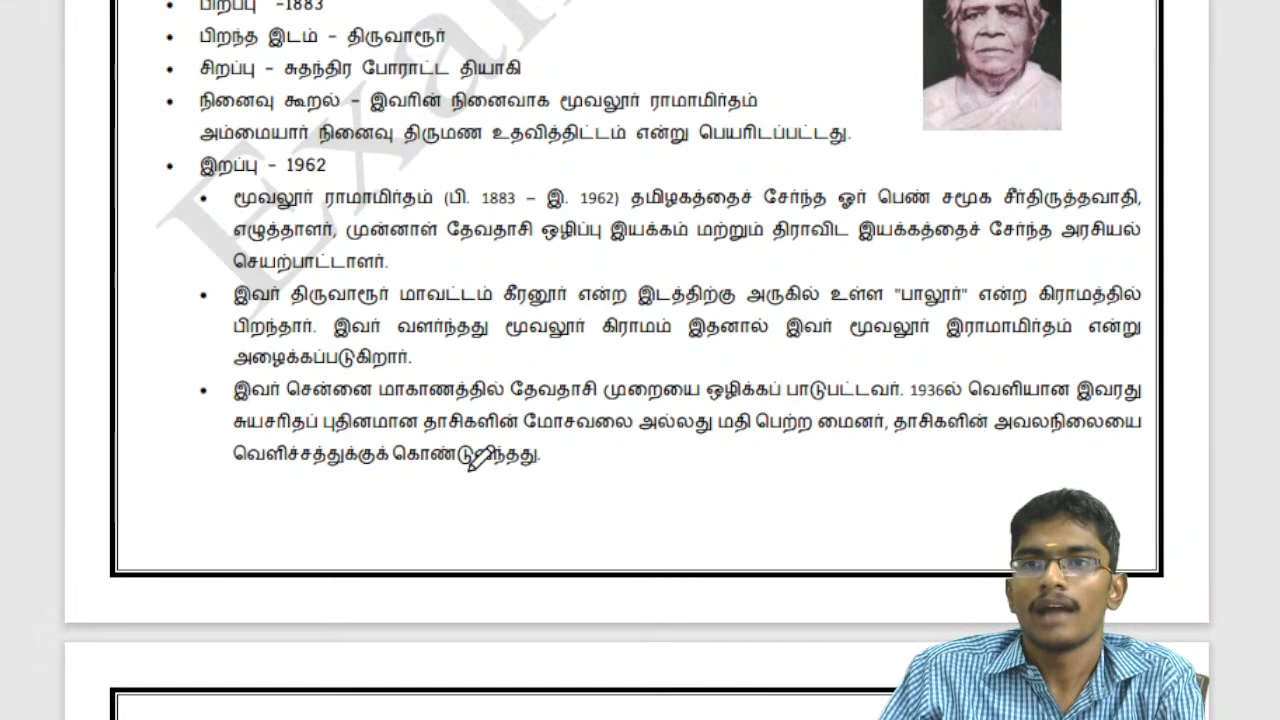 பிறப்பு -1883
பிறந்த இடம் - திருவாரூர்
சிறப்பு - சுதந்திர போராட்ட தியாகி
நினைவு கூறல் - இவரின் நினைவாக மூவலூர் ராமாமிர்தம்
அம்மையார் நினைவு திருமண உதவித்திட்டம் என்று பெயரிடப்பட்டது.
இறப்பு - 1962
மூவலூர் ராமாமிர்தம் (பி. 1883 – இ. 1962) தமிழகத்தைச் சேர்ந்த ஓர் பெண் சமூக சீர்திருத்தவாதி,
எழுத்தாளர், முன்னாள் தேவதாசி ஒழிப்பு இயக்கம் மற்றும் திராவிட இயக்கத்தைச் சேர்ந்த அரசியல்
செயற்பாட்டாளர்.
இவர் திருவாரூர் மாவட்டம் கீரனூர் என்ற இடத்திற்கு அருகில் உள்ள "பாலூர்" என்ற கிராமத்தில்
பிறந்தார். இவர் வளர்ந்தது மூவலூர் கிராமம் இதனால் இவர் மூவலூர் இராமாமிர்தம் என்று
அழைக்கப்படுகிறார்.
இவர் சென்னை மாகாணத்தில் தேவதாசி முறையை ஒழிக்கப் பாடுபட்டவர். 1936ல் வெளியான இவரது
சுயசரிதப் புதினமான தாசிகளின் மோசவலை அல்லது மதி பெற்ற மைனர், தாசிகளின் அவலநிலையை
வெளிச்சத்துக்குக் கொண்டுவந்தது.
Exam